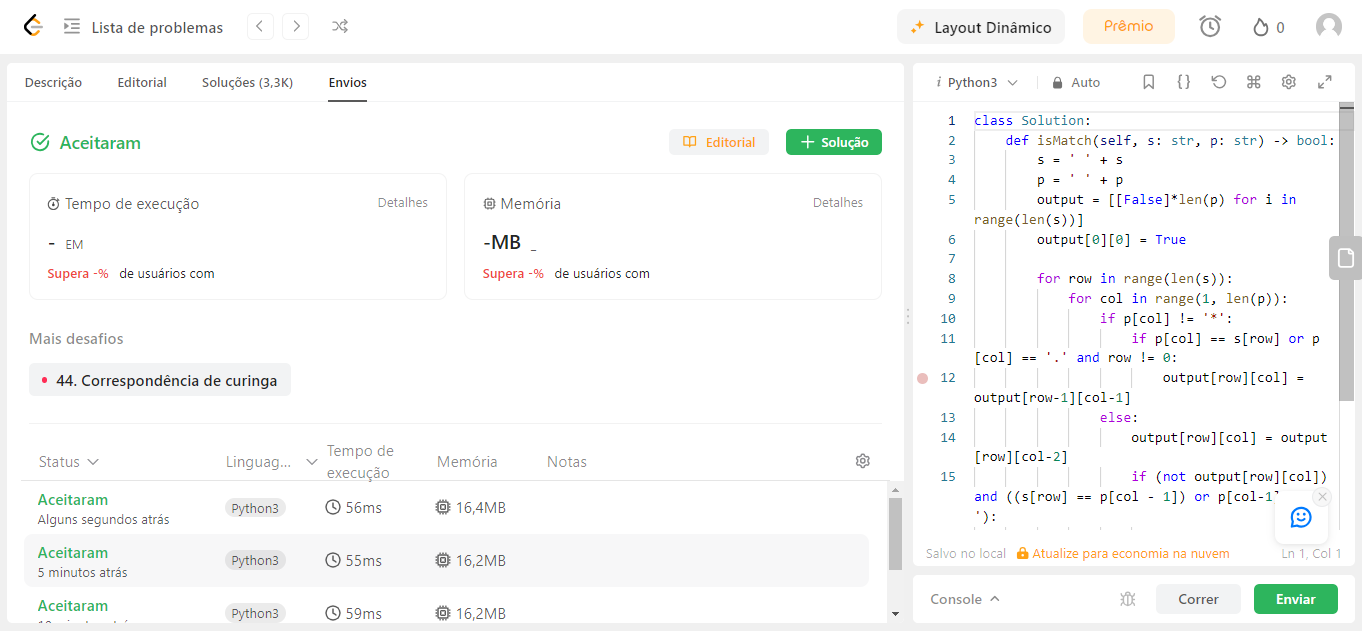 Lista de problemas
Layout Dinâmico
Prêmio
0
Descrição
Editorial
Soluções (3,3K)
Envios
Aceitaram
Editorial
Solução
Tempo de execução
Detalhes
- EM
Supera -% de usuários com
Memória
Detalhes
-MB _
Supera -% de usuários com
Mais desafios
44. Correspondência de curinga
Status
Linguag...
Tempo de
execução
Memória
Notas
Aceitaram
Alguns segundos atrás
Python3
56ms
16,4MB
Aceitaram
5 minutos atrás
Python3
55ms
16,2MB
Aceitaram
Python3
59ms
16,2MB
i Python3
Auto
{}
1 class Solution:
2 def isMatch(self, s: str, p: str) -> bool:
3 s = ' ' + s
4 p = ' ' + p
5 output = [[False]*len(p) for i in
range(len(s))]
6 output[0][0] = True
7
8 for row in range(len(s)):
9 for col in range(1, len(p)):
10 if p[col] != '*':
11 if p[col] == s[row] or p
[col] == '.' and row != 0:
12 output[row][col] =
output[row-1][col-1]
13 else:
14 output[row][col] = output
[row][col-2]
15 if (not output[row][col])
and ((s[row] == p[col - 1]) or p[col-1]
'):
Salvo no local
Atualize para economia na nuvem
Ln 1, Col 1
Console
Correr
Enviar